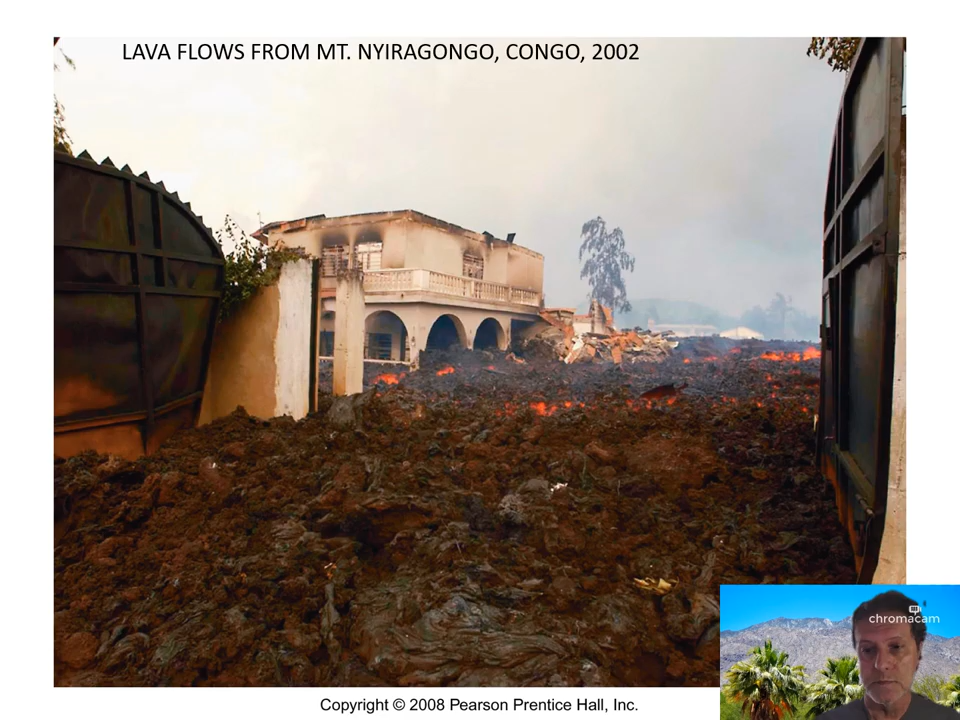 LAVA FLOWS FROM MT. NYIRAGONGO, CONGO, 2002
chromacam
Copyright © 2008 Pearson Prentice Hall, Inc.